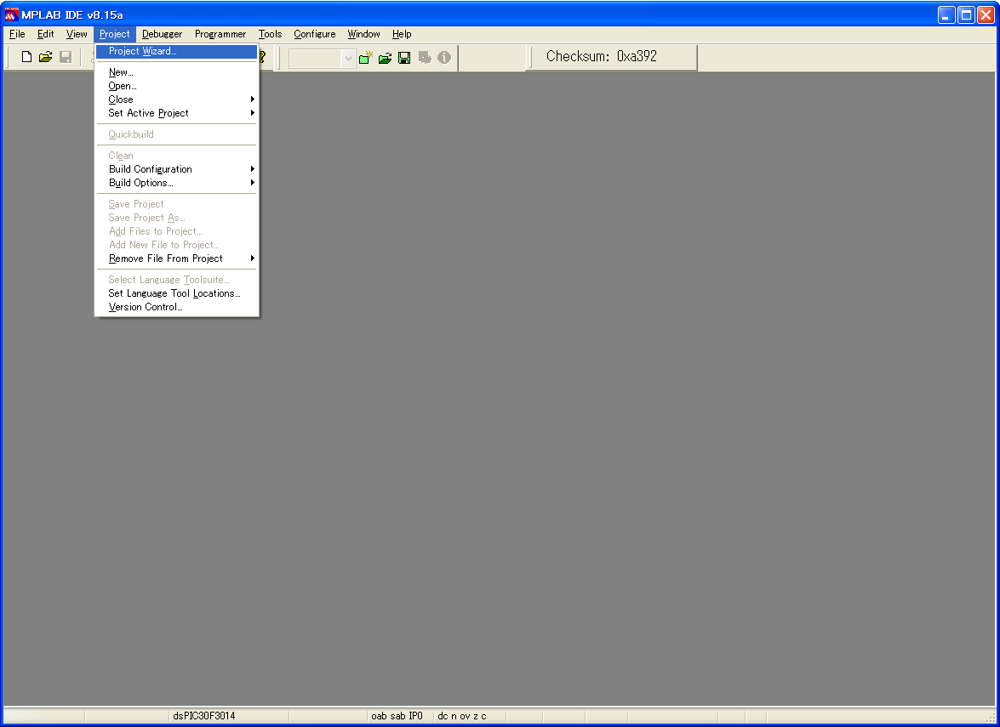 MPLAB IDE v8.15a
File Edit View Project Debugger Programmer Tools Configure Window Help
Checksum: 0xa392
Project Wizard...
New...
Open...
Close
Set Active Project
Quickbuild
Clean
Build Configuration
Build Options...
Save Project
Save Project As...
Add Files to Project...
Add New File to Project...
Remove File From Project
Select Language Toolsuite...
Set Language Tool Locations...
Version Control...
dsPIC30F3014 oab sab IP0 dc n ov z c